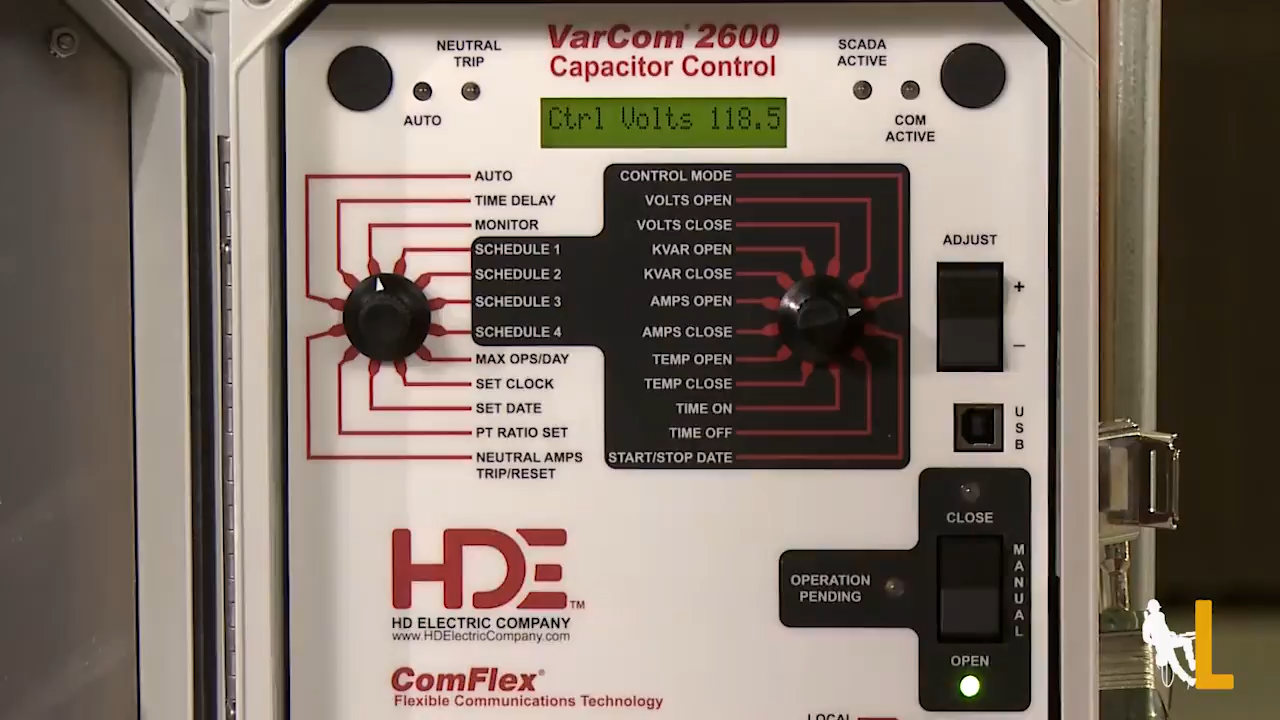 VarCom® 2600
Capacitor Control
NEUTRAL
TRIP
AUTO
SCADA
ACTIVE
COM
ACTIVE
Ctrl Volts 118.5
AUTO
TIME DELAY
MONITOR
SCHEDULE 1
SCHEDULE 2
SCHEDULE 3
SCHEDULE 4
MAX OPS/DAY
SET CLOCK
SET DATE
PT RATIO SET
NEUTRAL AMPS
TRIP/RESET
CONTROL MODE
VOLTS OPEN
VOLTS CLOSE
KVAR OPEN
KVAR CLOSE
AMPS OPEN
AMPS CLOSE
TEMP OPEN
TEMP CLOSE
TIME ON
TIME OFF
START/STOP DATE
ADJUST
+
–
USB
CLOSE
MANUAL
OPERATION
PENDING
OPEN
HDE™
HD ELECTRIC COMPANY
www.HDElectricCompany.com
ComFlex®
Flexible Communications Technology
LOCAL
L